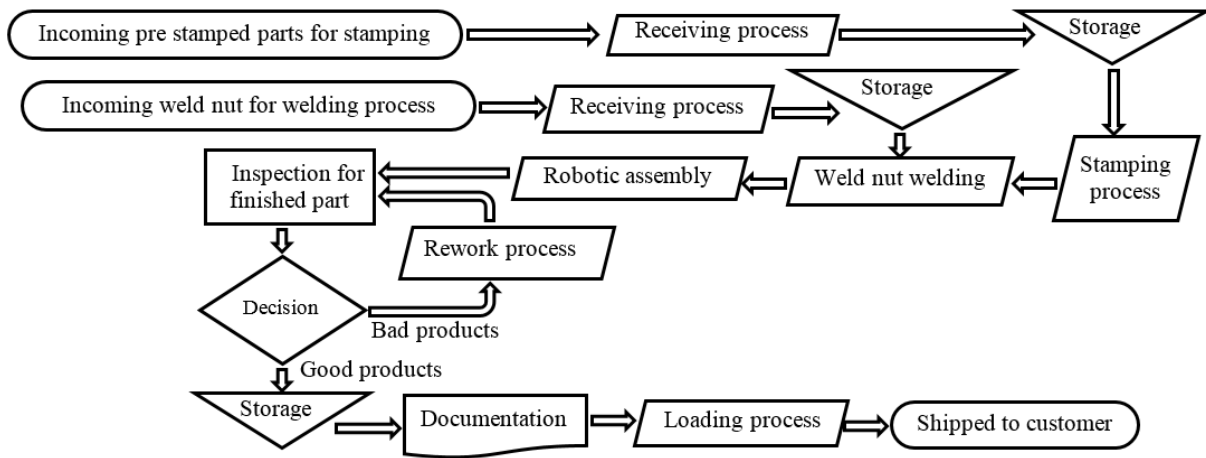 Incoming pre stamped parts for stamping
Receiving process
Storage
Incoming weld nut for welding process
Receiving process
Storage
Inspection for
finished part
Robotic assembly
Weld nut welding
Stamping
process
Rework process
Decision
Bad products
Good products
Storage
Documentation
Loading process
Shipped to customer